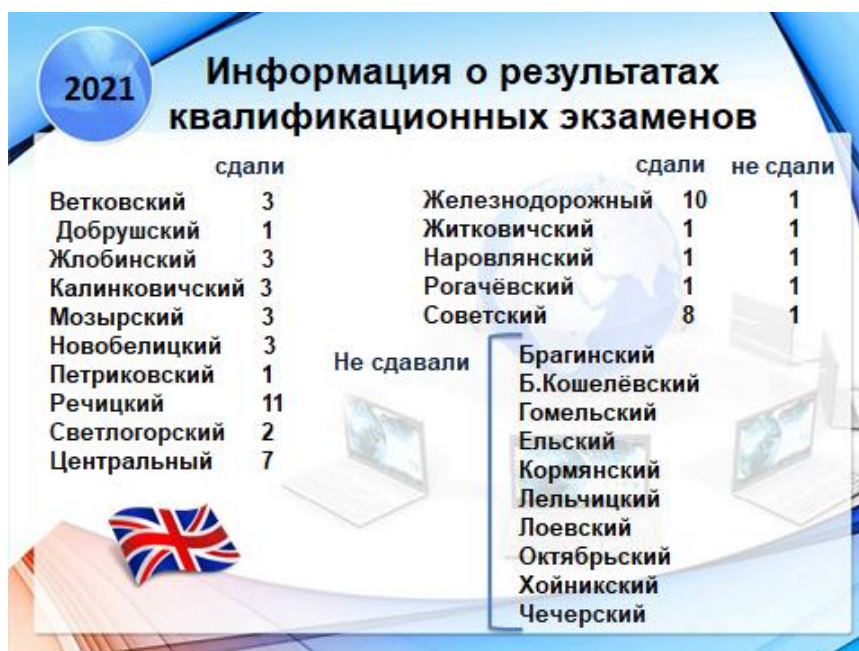 2021
Информация о результатах
квалификационных экзаменов
сдали
Ветковский 3
Добрушский 1
Жлобинский 3
Калинковичский 3
Мозырский 3
Новобелицкий 3
Петриковский 1
Речицкий 11
Светлогорский 2
Центральный 7
сдали не сдали
Железнодорожный 10 1
Житковичский 1 1
Наровлянский 1 1
Рогачёвский 1 1
Советский 8 1
Не сдавали
Брагинский
Б.Кошелёвский
Гомельский
Ельский
Кормянский
Лельчицкий
Лоевский
Октябрьский
Хойникский
Чечерский